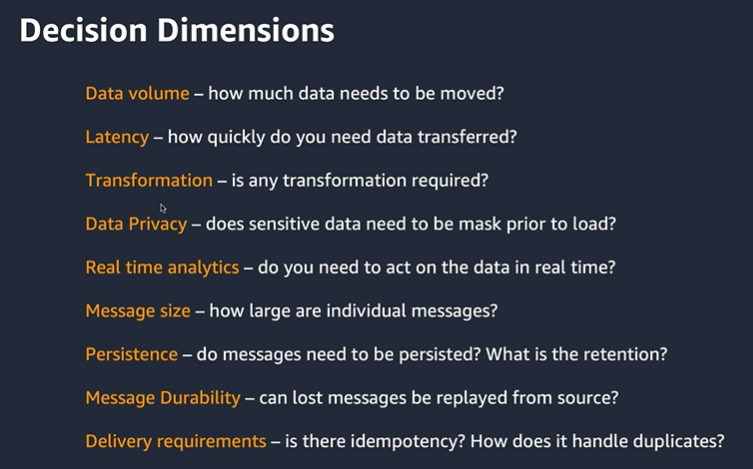 Decision Dimensions
Data volume – how much data needs to be moved?
Latency – how quickly do you need data transferred?
Transformation – is any transformation required?
Data Privacy – does sensitive data need to be mask prior to load?
Real time analytics – do you need to act on the data in real time?
Message size – how large are individual messages?
Persistence – do messages need to be persisted? What is the retention?
Message Durability – can lost messages be replayed from source?
Delivery requirements – is there idempotency? How does it handle duplicates?